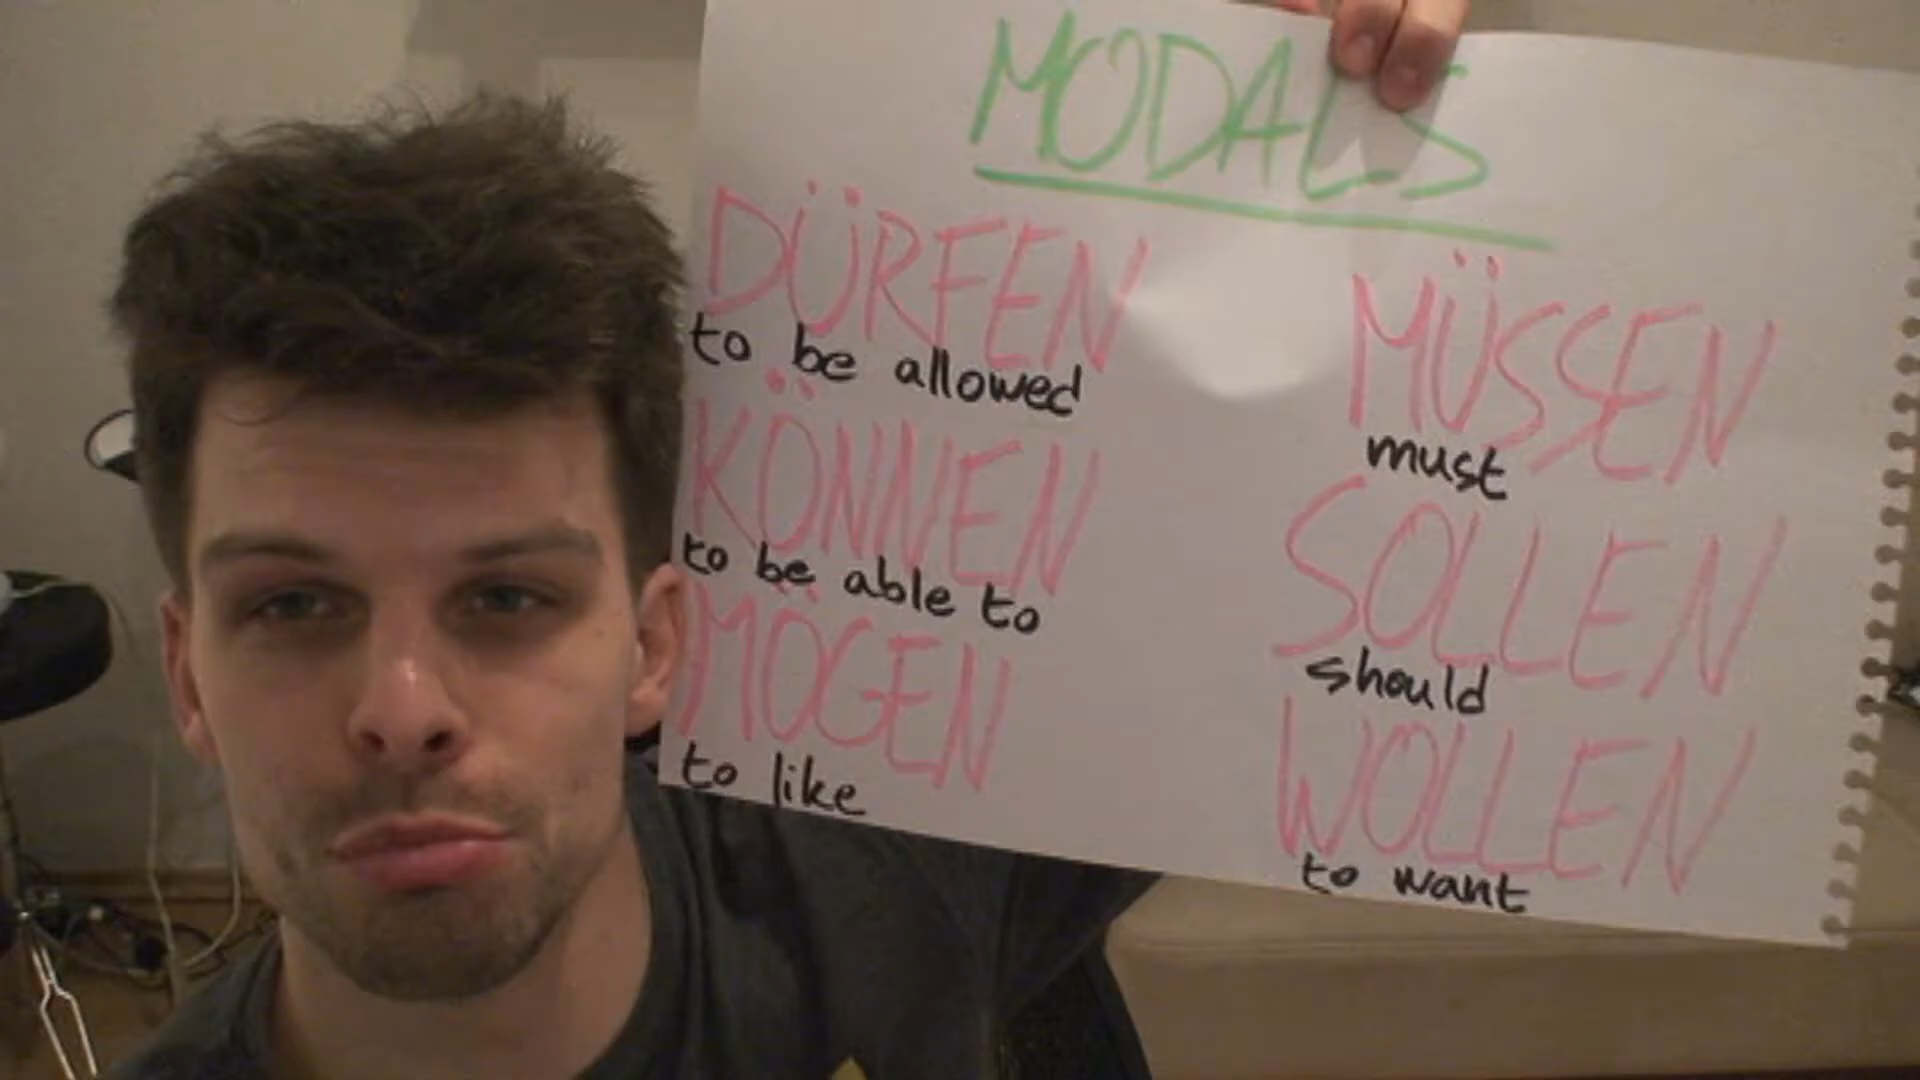 MODALS
DÜRFEN
to be allowed
KÖNNEN
to be able to
MÖGEN
to like
MÜSSEN
must
SOLLEN
should
WOLLEN
to want